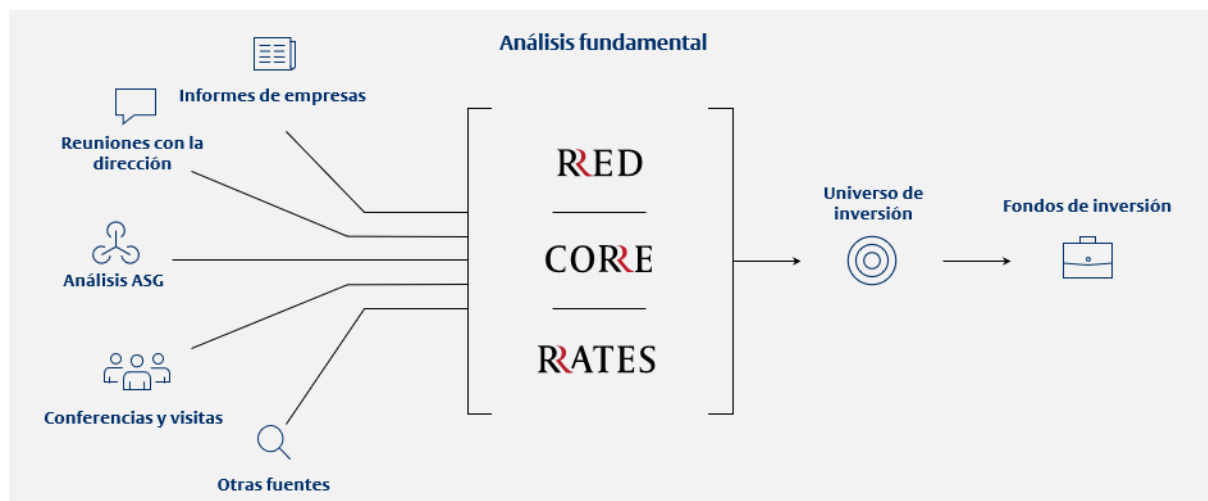 Análisis fundamental
Informes de empresas
Reuniones con la
dirección
Análisis ASG
Conferencias y visitas
Otras fuentes
RRED
CORRE
RRATES
Universo de
inversión
Fondos de inversión